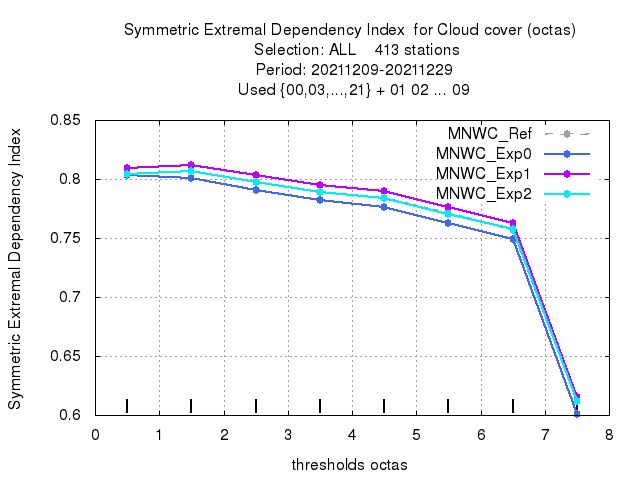 Symmetric Extremal Dependency Index  for Cloud cover (octas)
Selection: ALL    413 stations
Period: 20211209-20211229
Used {00,03,...,21} + 01 02 ... 09
Symmetric Extremal Dependency Index
0.85
0.8
0.75
0.7
0.65
0.6
MNWC_Ref
MNWC_Exp0
MNWC_Exp1
MNWC_Exp2
0 1 2 3 4 5 6 7 8
thresholds octas